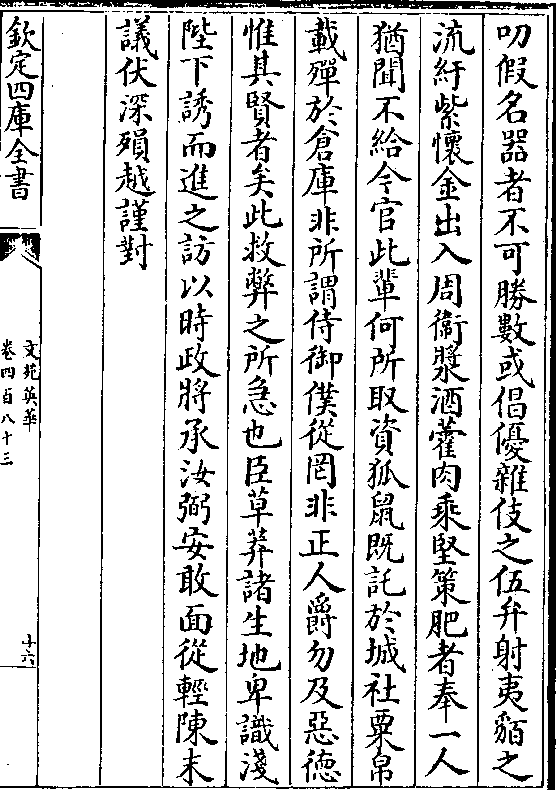 叨假名器者不可勝數或倡優雜伎之伍弁射夷貊之
流紆紫懷金出入周衛漿酒藿肉乘堅策肥者奉一人
猶聞不給今官此輩何所取資狐䑕既託於城社粟帛
載殫於倉庫非所謂侍御僕從罔非正人爵勿及惡德
惟其賢者矣此救弊之所急也臣草莽諸生地卑識淺
陛下誘而進之訪以時政將承汝弼安敢面從輕陳末
議伏深殞越謹對
欽定四庫全書
文苑英華
卷四百八十三
十六